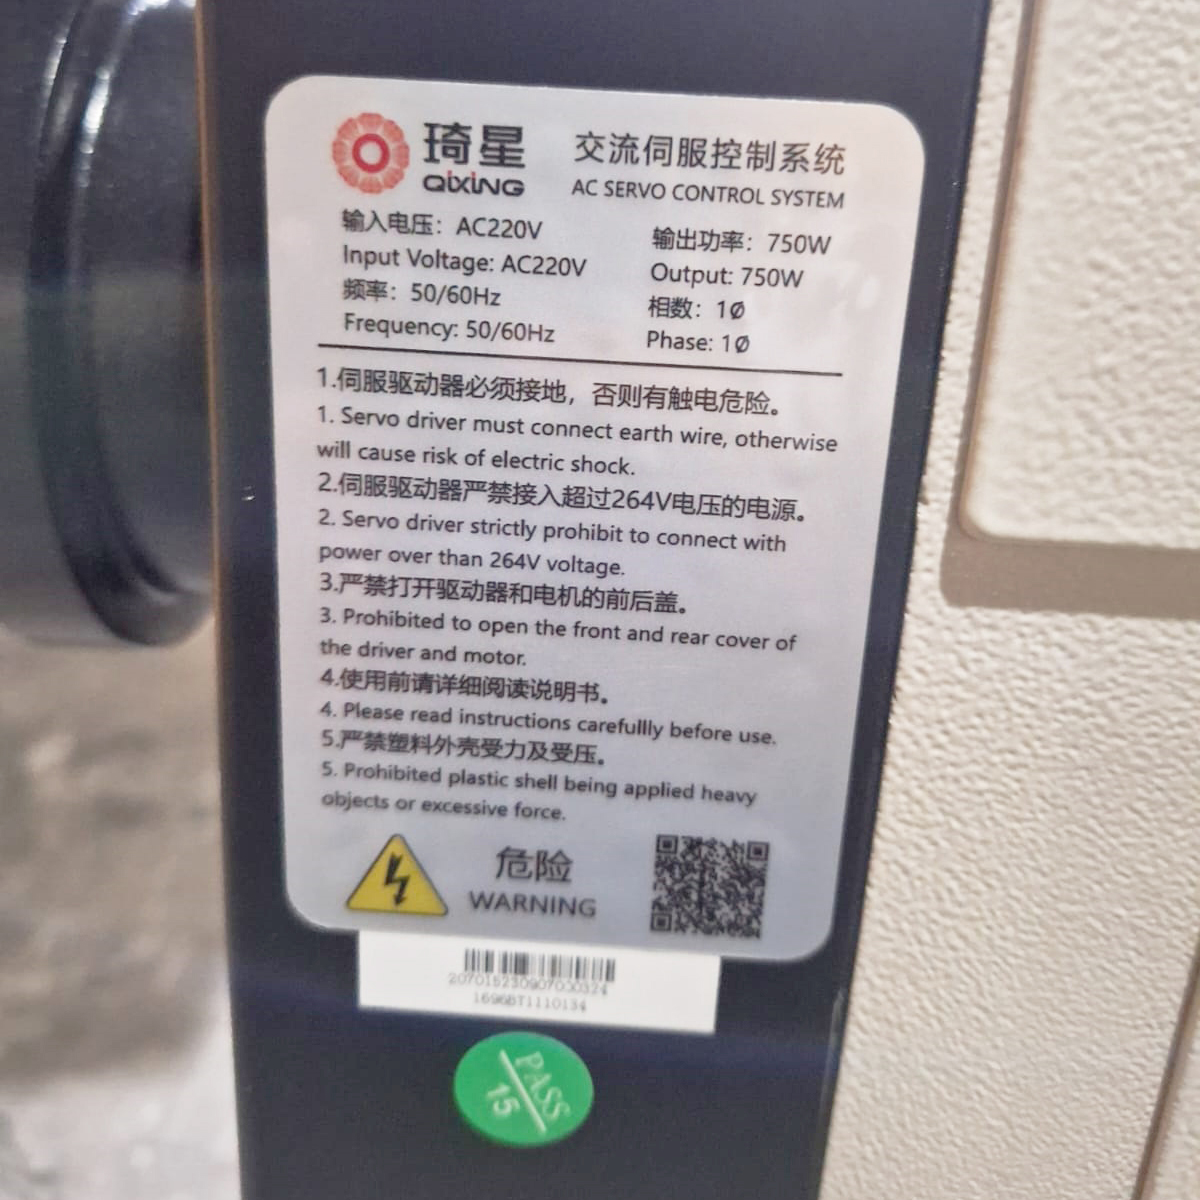 琦星
QIXING
交流伺服控制系统
AC SERVO CONTROL SYSTEM
输入电压：AC220V
Input Voltage: AC220V
频率：50/60Hz
Frequency: 50/60Hz
输出功率：750W
Output: 750W
相数：1Ø
Phase: 1Ø
1.伺服驱动器必须接地，否则有触电危险。
1. Servo driver must connect earth wire, otherwise
will cause risk of electric shock.
2.伺服驱动器严禁接入超过264V电压的电源。
2. Servo driver strictly prohibit to connect with
power over than 264V voltage.
3.严禁打开驱动器和电机的前后盖。
3. Prohibited to open the front and rear cover of
the driver and motor.
4.使用前请详细阅读说明书。
4. Please read instructions carefullly before use.
5.严禁塑料外壳受力及受压。
5. Prohibited plastic shell being applied heavy
objects or excessive force.
危险
WARNING
PASS
15